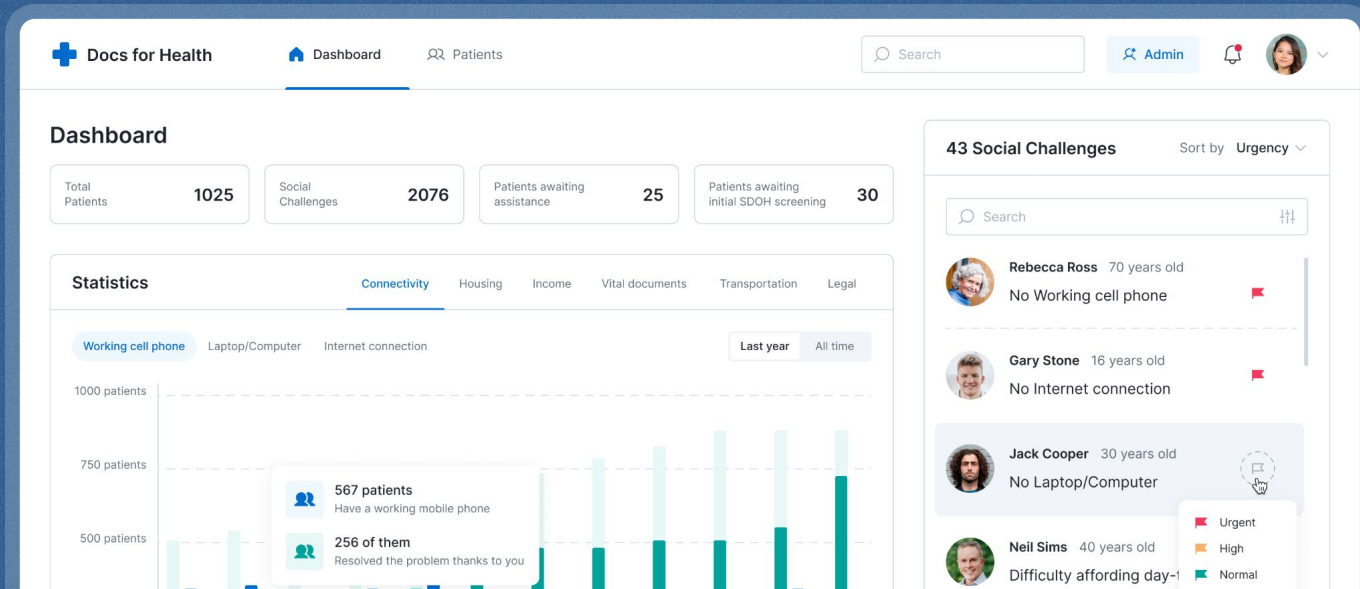 Docs for Health
Dashboard
Patients
Search
Admin
Dashboard
Total
Patients
1025
Social
Challenges
2076
Patients awaiting
assistance
25
Patients awaiting
initial SDOH screening
30
Statistics
Connectivity
Housing
Income
Vital documents
Transportation
Legal
Working cell phone
Laptop/Computer
Internet connection
Last year
All time
1000 patients
750 patients
500 patients
567 patients
Have a working mobile phone
256 of them
Resolved the problem thanks to you
43 Social Challenges
Sort by Urgency
Search
Rebecca Ross 70 years old
No Working cell phone
Gary Stone 16 years old
No Internet connection
Jack Cooper 30 years old
No Laptop/Computer
Neil Sims 40 years old
Difficulty affording day-
Urgent
High
Normal